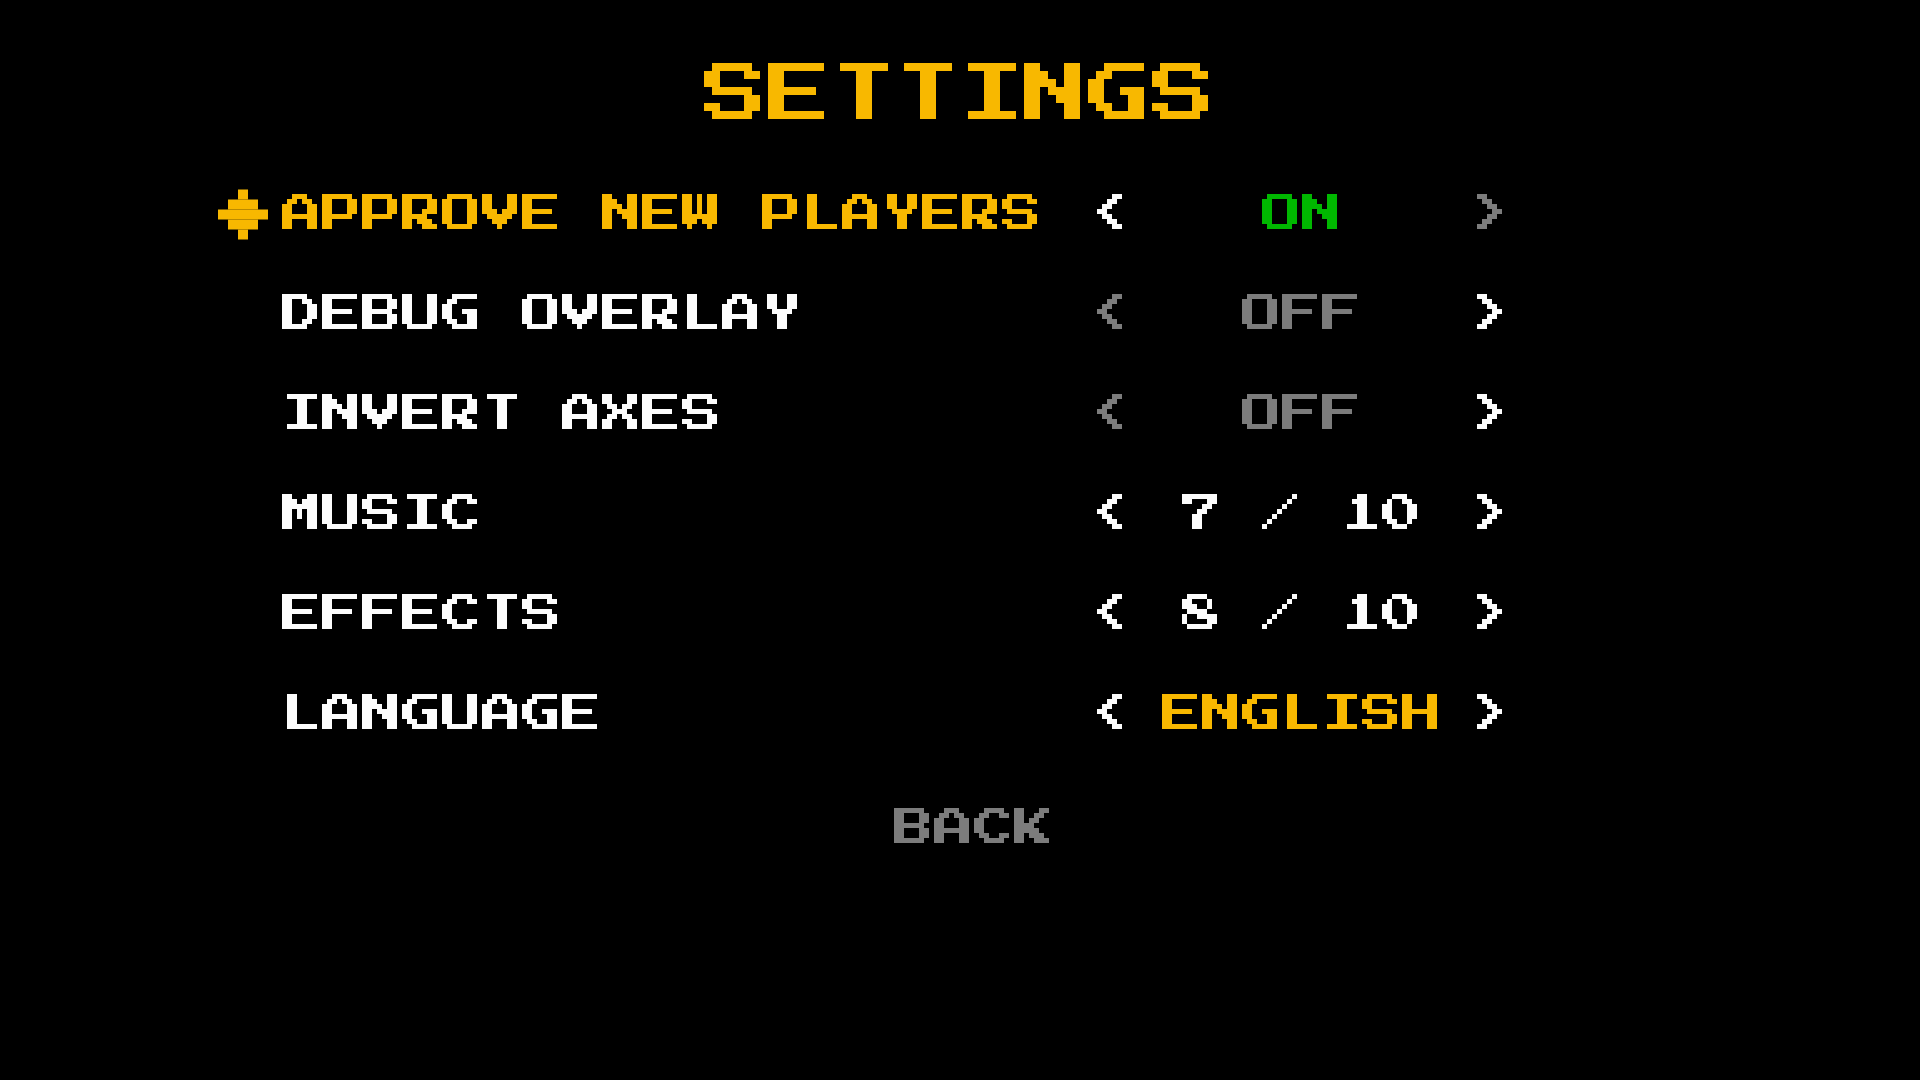 SETTINGS
APPROVE NEW PLAYERS < ON >
DEBUG OVERLAY < OFF >
INVERT AXES < OFF >
MUSIC < 7 / 10 >
EFFECTS < 8 / 10 >
LANGUAGE < ENGLISH >
BACK